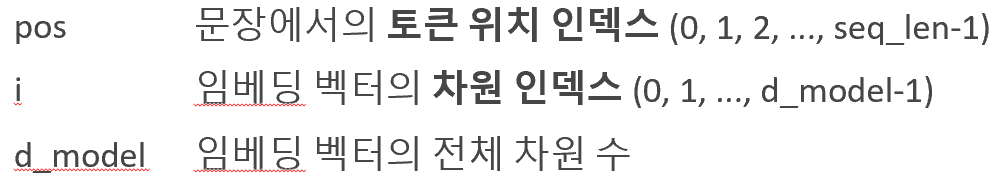 pos 문장에서의 토큰 위치 인덱스 (0, 1, 2, ..., seq_len-1)
i 임베딩 벡터의 차원 인덱스 (0, 1, ..., d_model-1)
d_model 임베딩 벡터의 전체 차원 수